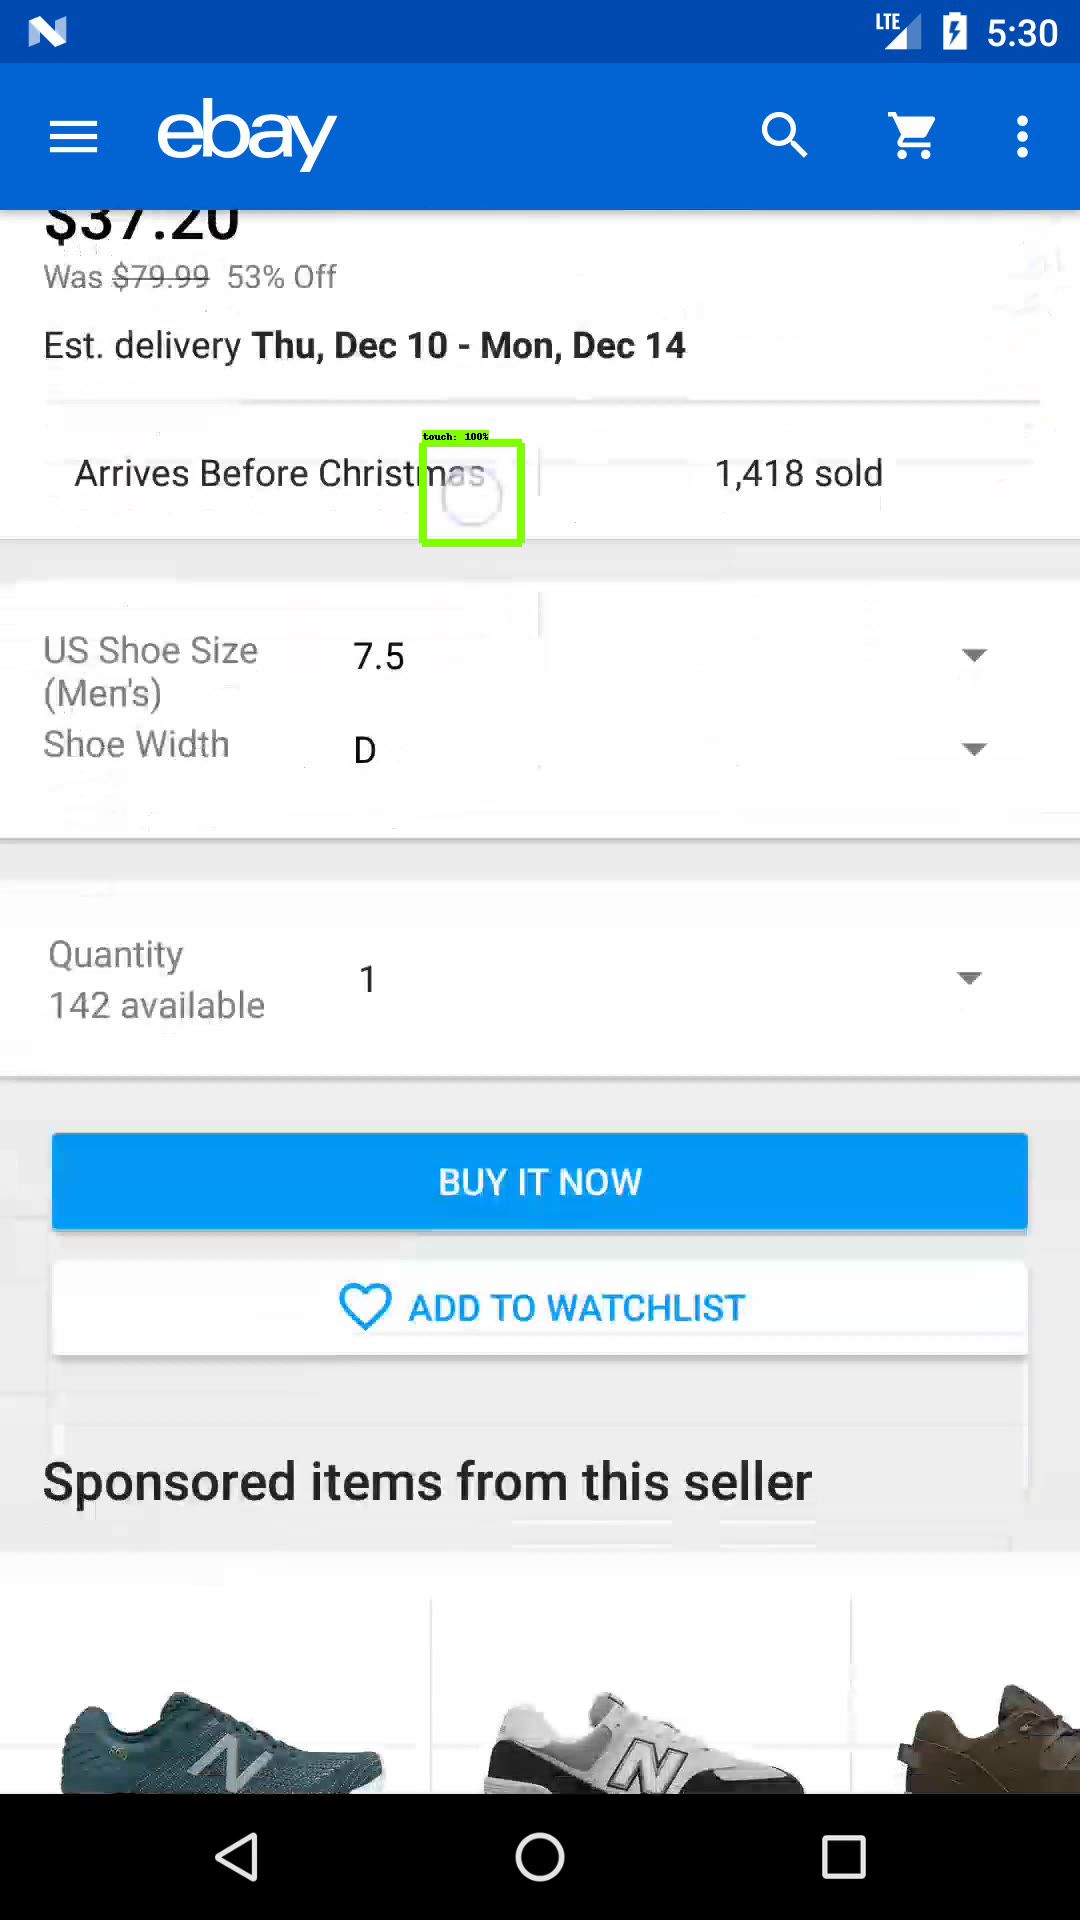 LTE 5:30
ebay
$37.20
Was $79.99 53% Off
Est. delivery Thu, Dec 10 - Mon, Dec 14
touch: 100%
Arrives Before Christmas 1,418 sold
US Shoe Size 7.5
(Men's)
Shoe Width D
Quantity 1
142 available
BUY IT NOW
ADD TO WATCHLIST
Sponsored items from this seller
N N